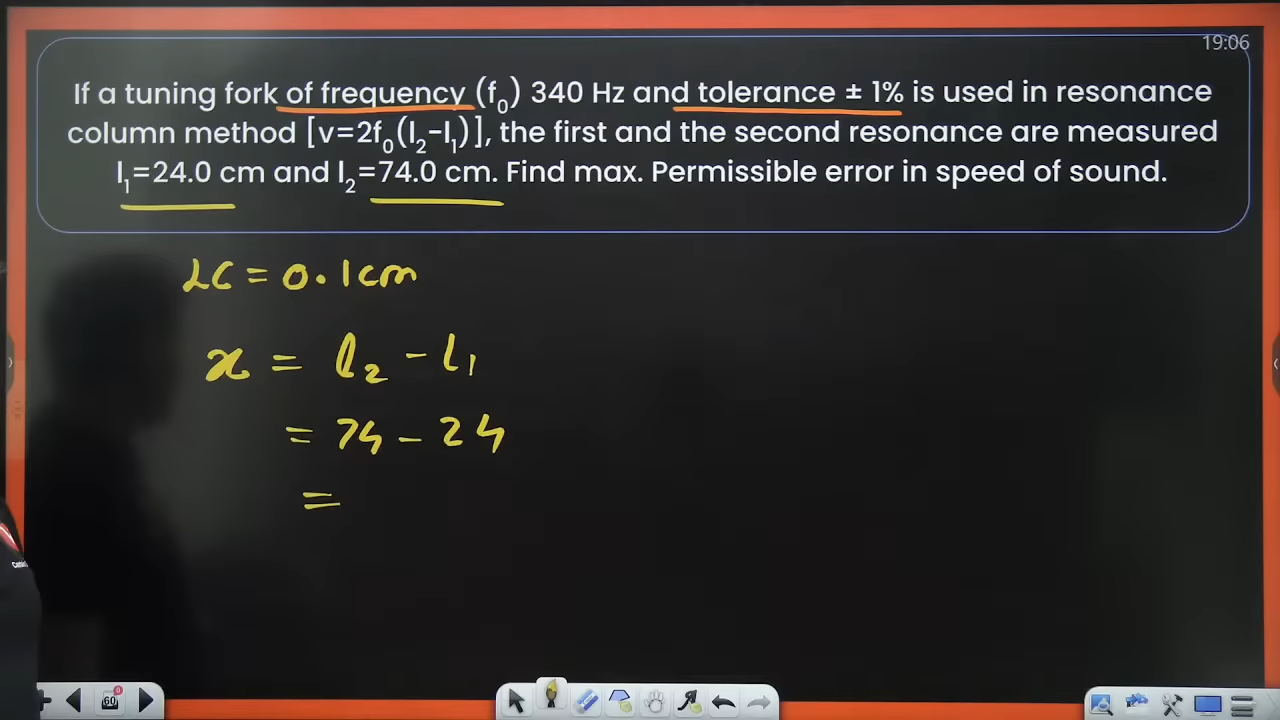 19:06
If a tuning fork of frequency (f₀) 340 Hz and tolerance ± 1% is used in resonance
column method [v=2f₀(l₂-l₁)], the first and the second resonance are measured
l₁=24.0 cm and l₂=74.0 cm. Find max. Permissible error in speed of sound.
LC = 0.1cm
x = l₂ - l₁
= 74 - 24
=
60